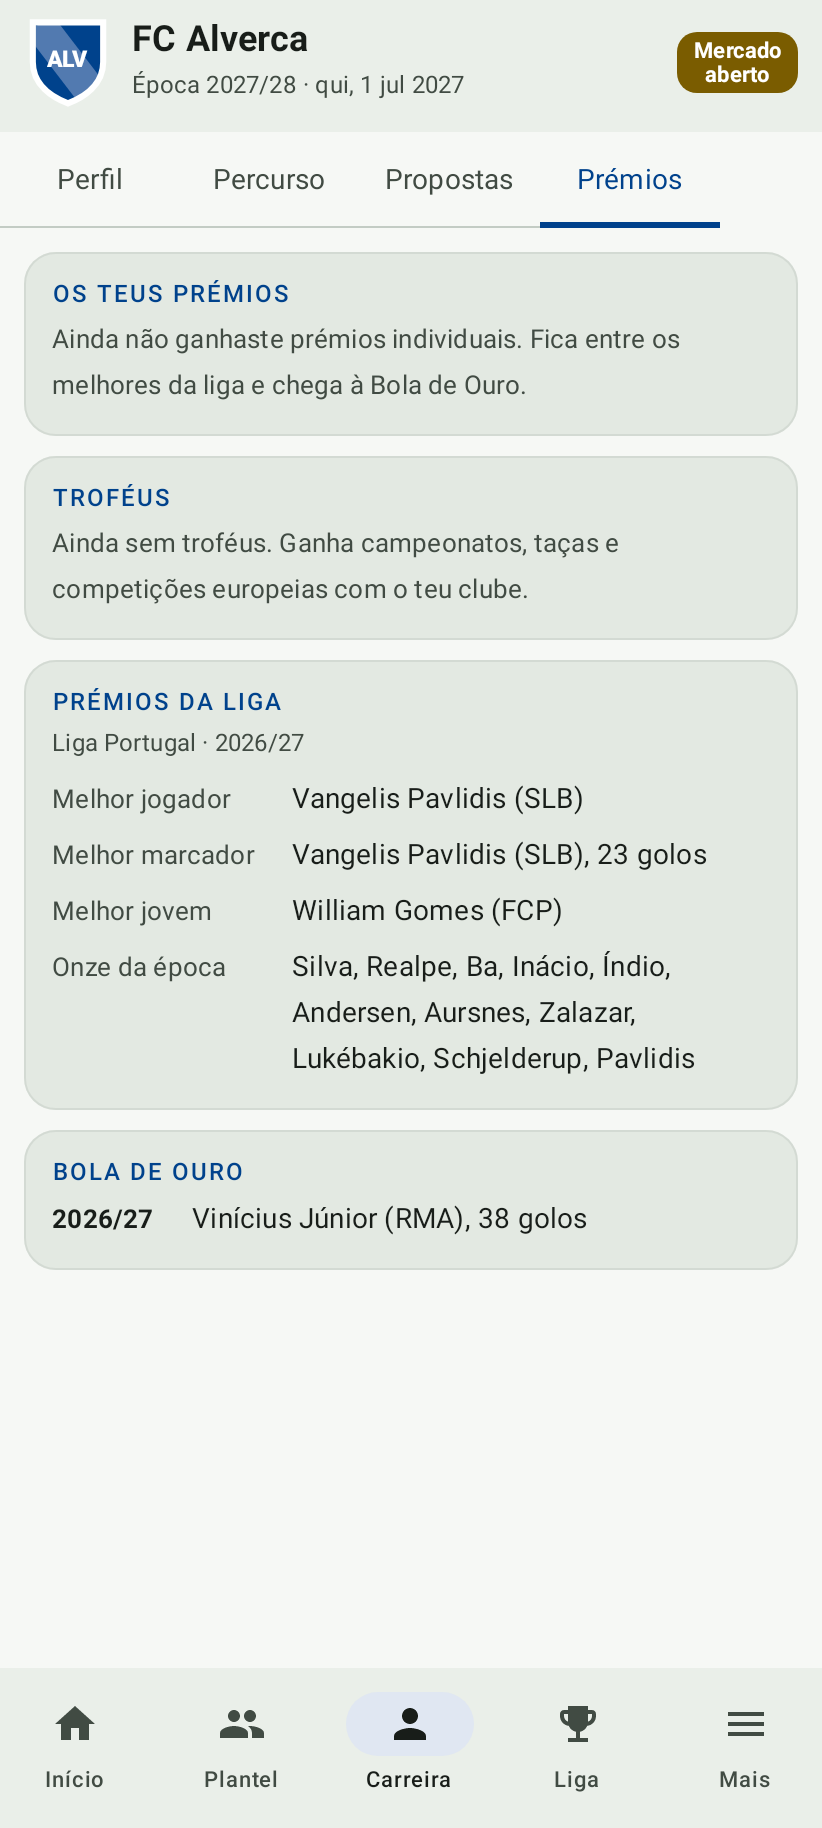 ALV
FC Alverca
Época 2027/28 · qui, 1 jul 2027
Mercado
aberto
Perfil
Percurso
Propostas
Prémios
OS TEUS PRÉMIOS
Ainda não ganhaste prémios individuais. Fica entre os
melhores da liga e chega à Bola de Ouro.
TROFÉUS
Ainda sem troféus. Ganha campeonatos, taças e
competições europeias com o teu clube.
PRÉMIOS DA LIGA
Liga Portugal · 2026/27
Melhor jogador Vangelis Pavlidis (SLB)
Melhor marcador Vangelis Pavlidis (SLB), 23 golos
Melhor jovem William Gomes (FCP)
Onze da época Silva, Realpe, Ba, Inácio, Índio,
Andersen, Aursnes, Zalazar,
Lukébakio, Schjelderup, Pavlidis
BOLA DE OURO
2026/27 Vinícius Júnior (RMA), 38 golos
Início
Plantel
Carreira
Liga
Mais